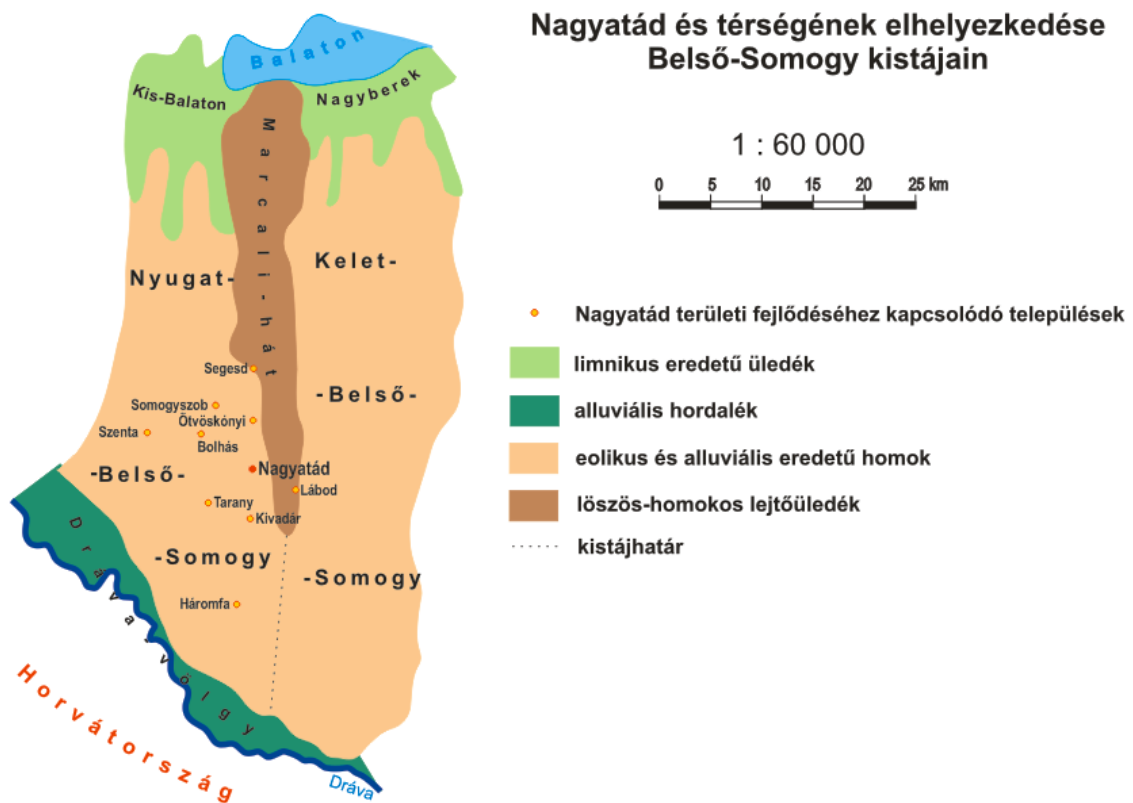 Nagyatád és térségének elhelyezkedése
Belső-Somogy kistájain
1 : 60 000
0 5 10 15 20 25 km
Nagyatád területi fejlődéséhez kapcsolódó települések
limnikus eredetű üledék
alluviális hordalék
eolikus és alluviális eredetű homok
löszös-homokos lejtőüledék
kistájhatár
Balaton
Kis-Balaton
Nagyberek
Marcali-hát
Nyugat-
Kelet-
Segesd
-Belső-
Somogyszob
Ötvöskónyi
Szenta
Bolhás
-Belső-
Nagyatád
Lábod
Tarany
Kivadár
-Somogy
-Somogy
Háromfa
Dráva-völgy
Horvátország
Dráva